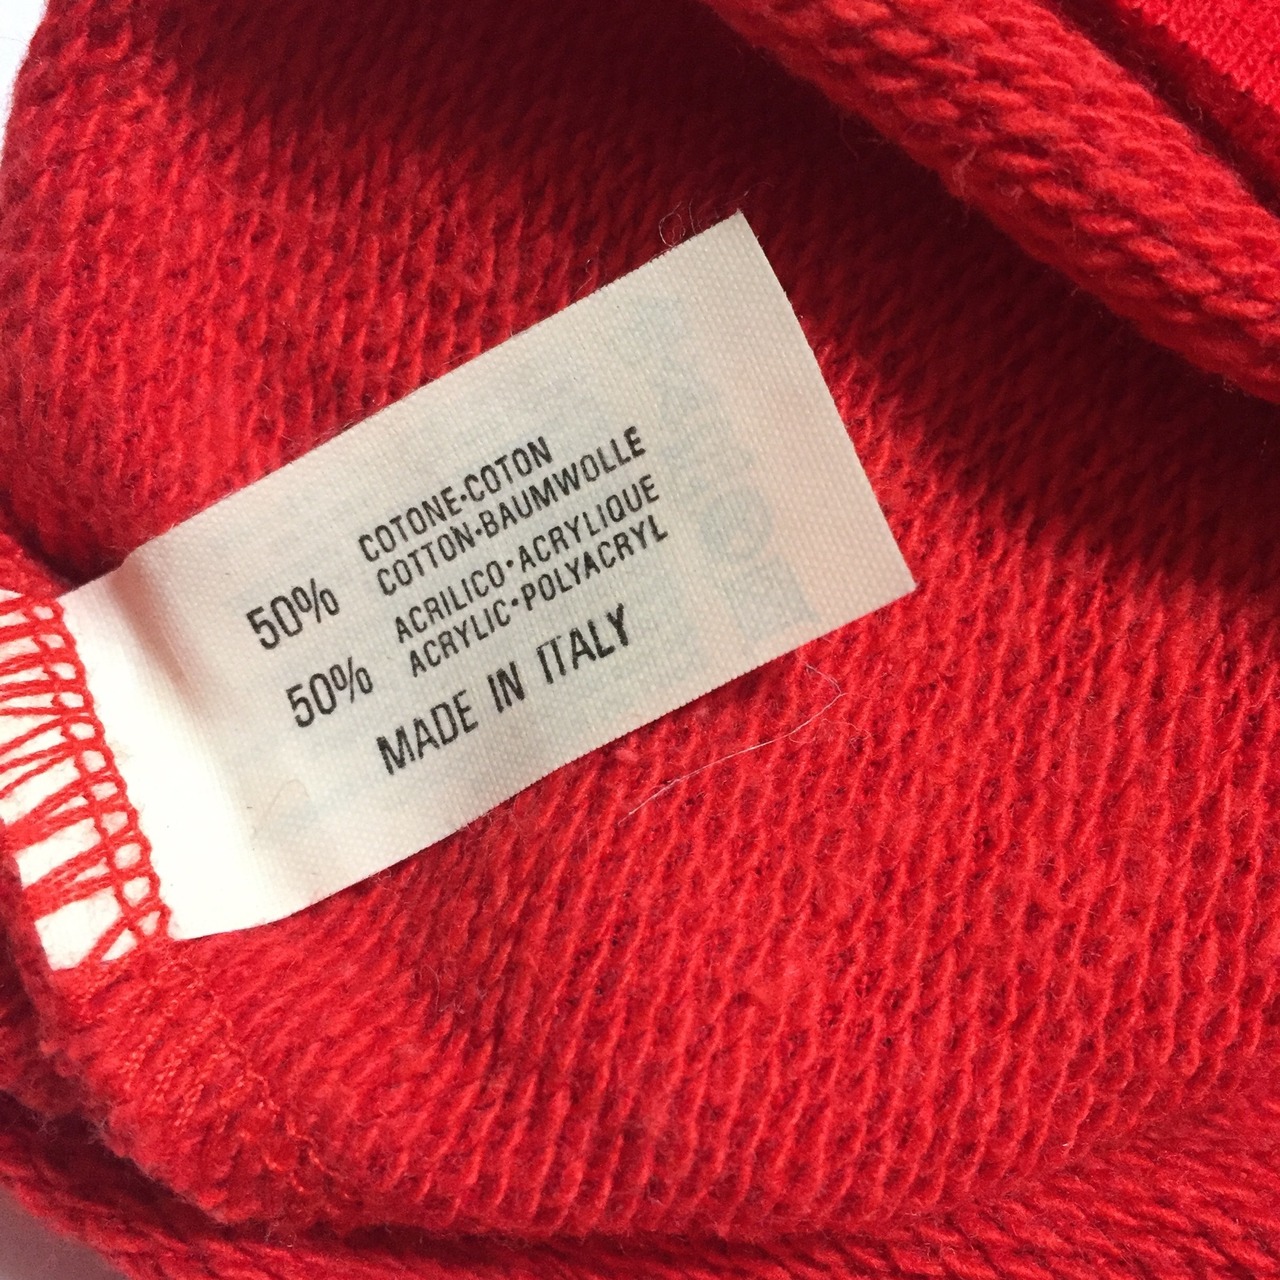 50% COTONE·COTON
COTTON·BAUMWOLLE
50% ACRILICO·ACRYLIQUE
ACRYLIC·POLYACRYL
MADE IN ITALY